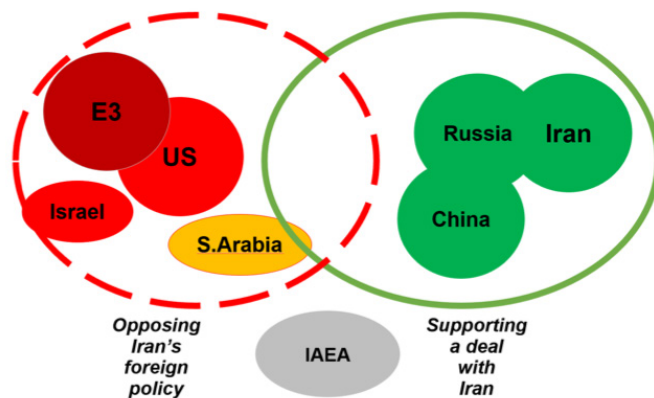 E3
US
Israel
S.Arabia
Russia
Iran
China
Opposing
Iran's
foreign
policy
IAEA
Supporting
a deal
with
Iran